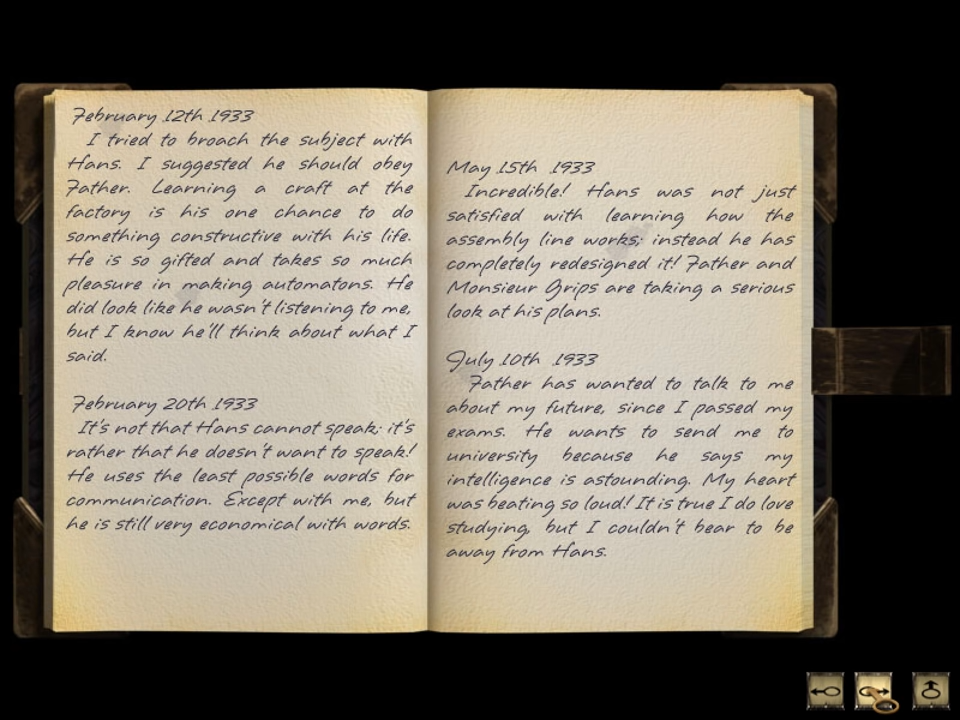 February 12th 1933
I tried to broach the subject with
Hans. I suggested he should obey
Father. Learning a craft at the
factory is his one chance to do
something constructive with his life.
He is so gifted and takes so much
pleasure in making automatons. He
did look like he wasn't listening to me,
but I know he'll think about what I
said.
February 20th 1933
It's not that Hans cannot speak; it's
rather that he doesn't want to speak!
He uses the least possible words for
communication. Except with me, but
he is still very economical with words.
May 15th 1933
Incredible! Hans was not just
satisfied with learning how the
assembly line works; instead he has
completely redesigned it! Father and
Monsieur Grips are taking a serious
look at his plans.
July 10th 1933
Father has wanted to talk to me
about my future, since I passed my
exams. He wants to send me to
university because he says my
intelligence is astounding. My heart
was beating so loud! It is true I do love
studying, but I couldn't bear to be
away from Hans.